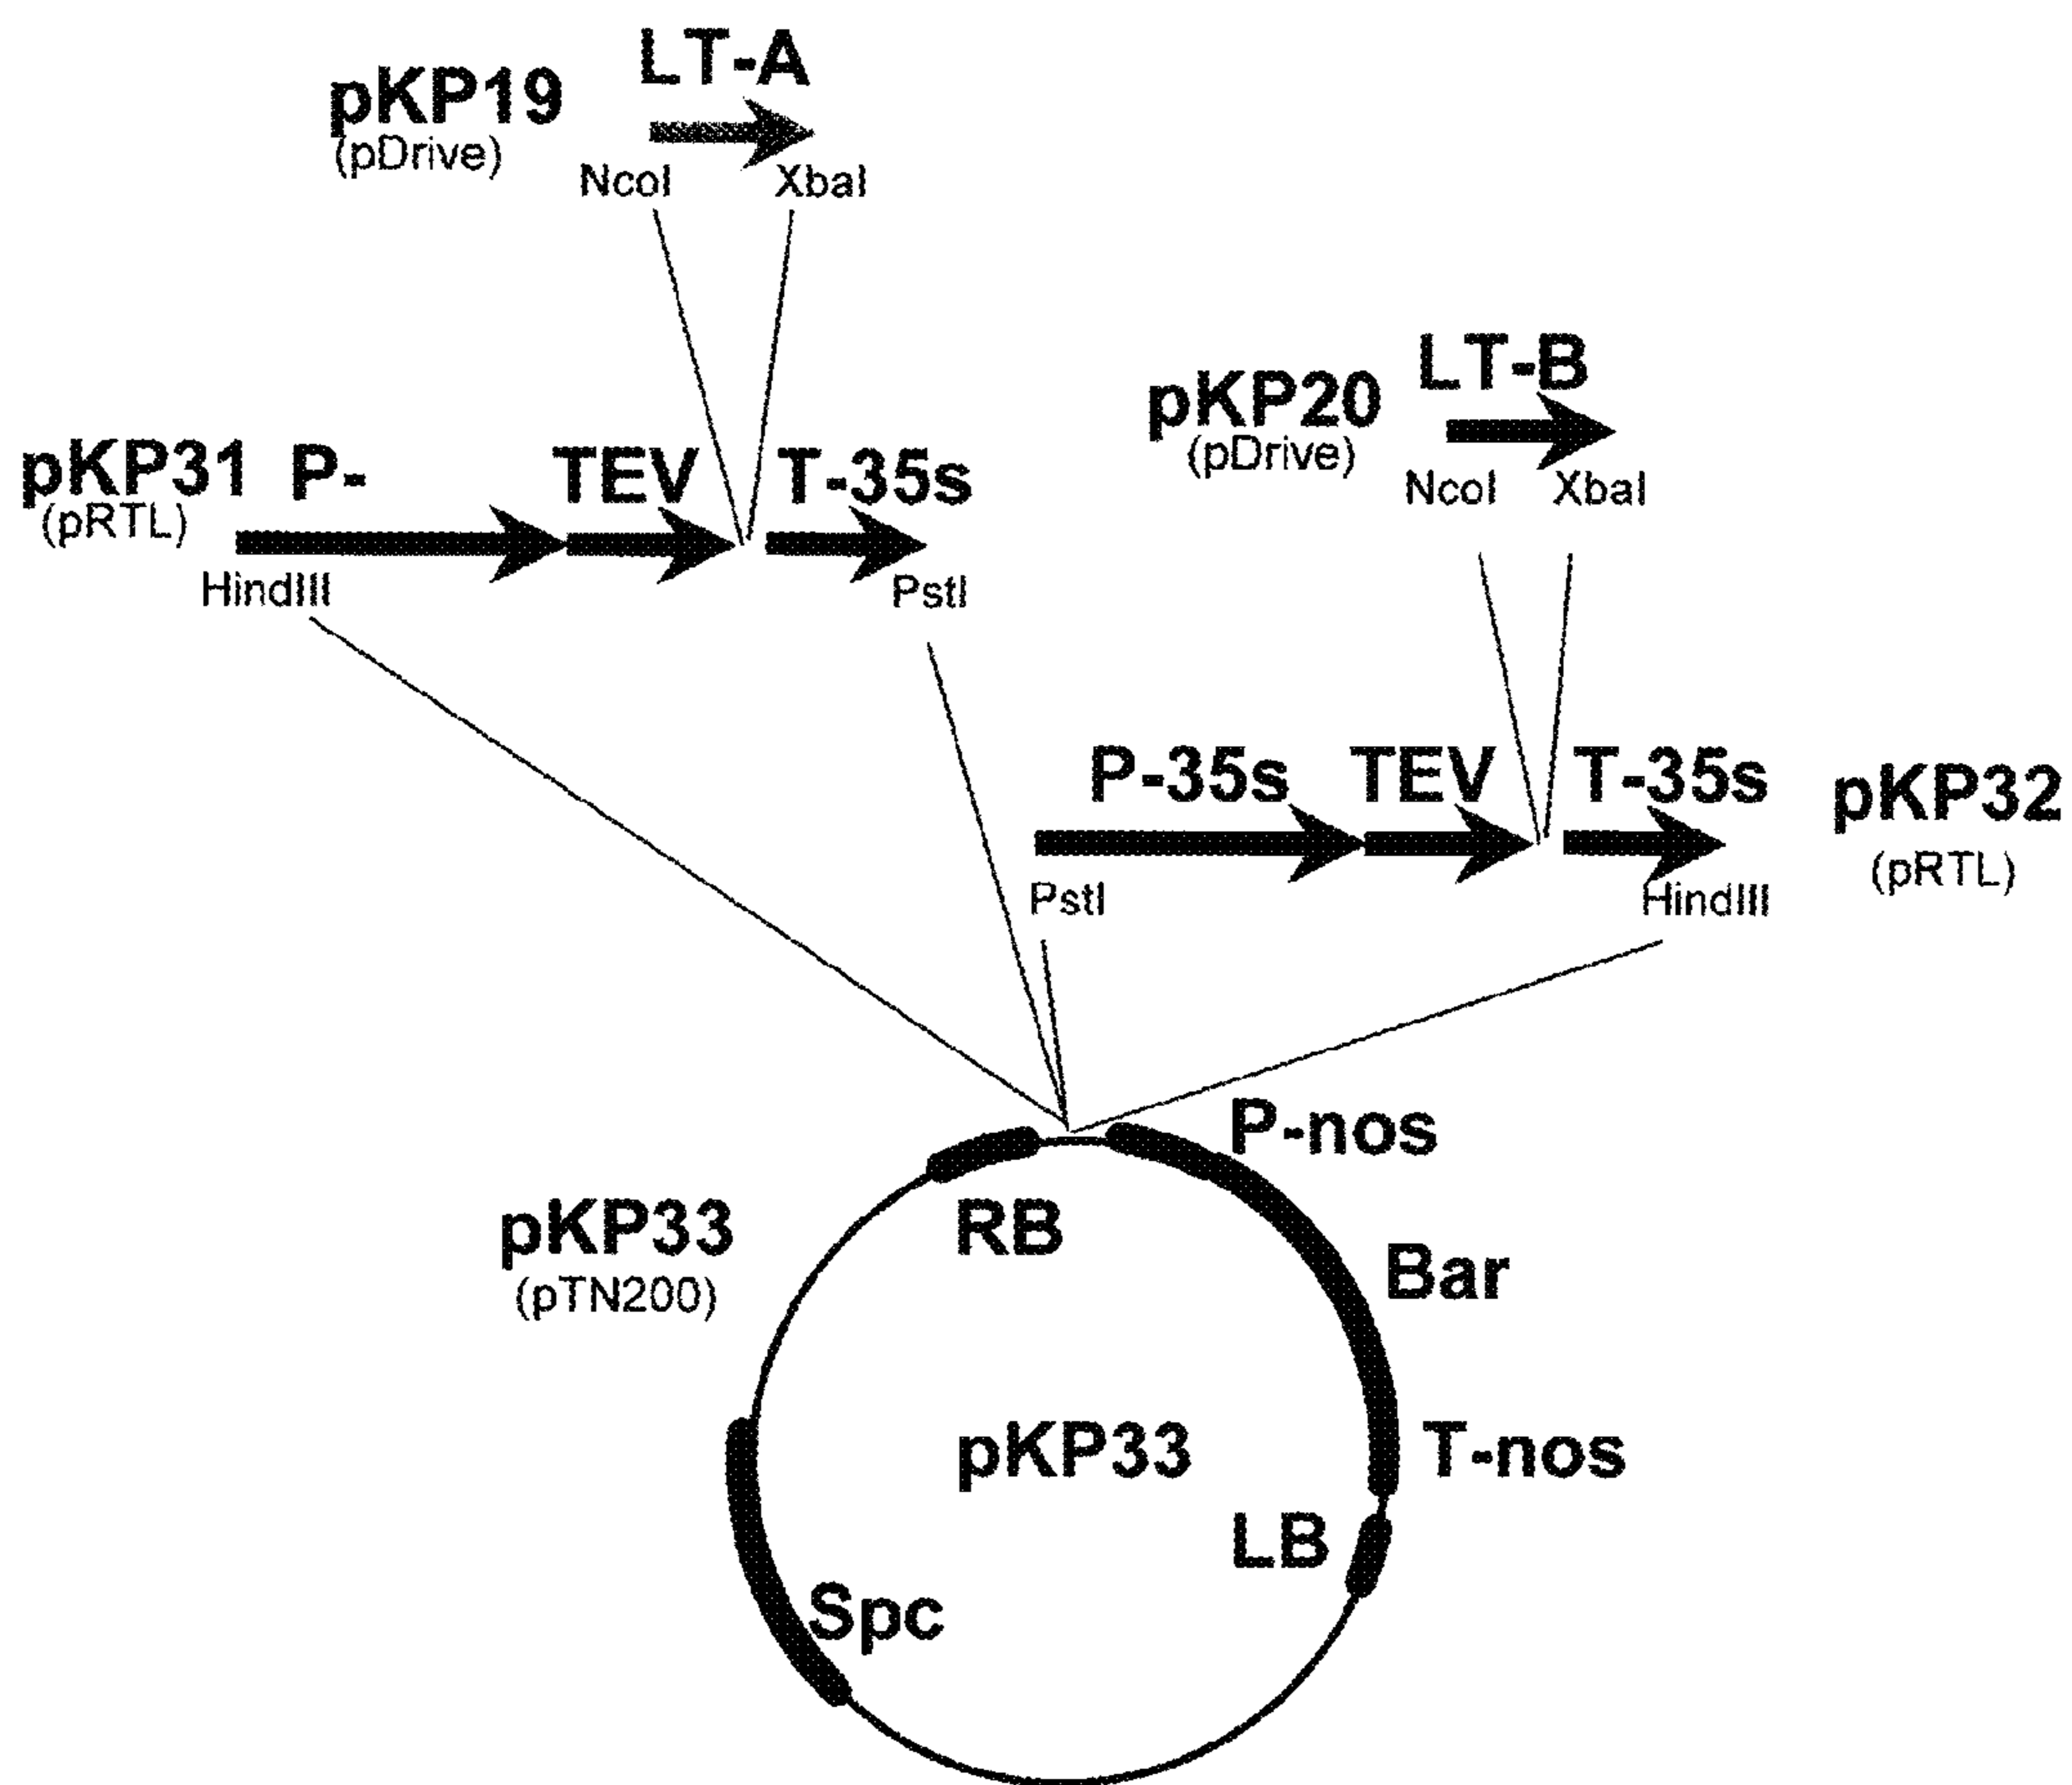 LT-A
pKP19
(pDrive)
NcoI XbaI
LT-B
pKP20
(pDrive)
NcoI XbaI
pKP31 P- TEV T-35s
(pRTL)
HindIII PstI
P-35s TEV T-35s pKP32
(pRTL)
PstI HindIII
P-nos
pKP33
(pTN200)
RB
Bar
pKP33
T-nos
LB
Spc